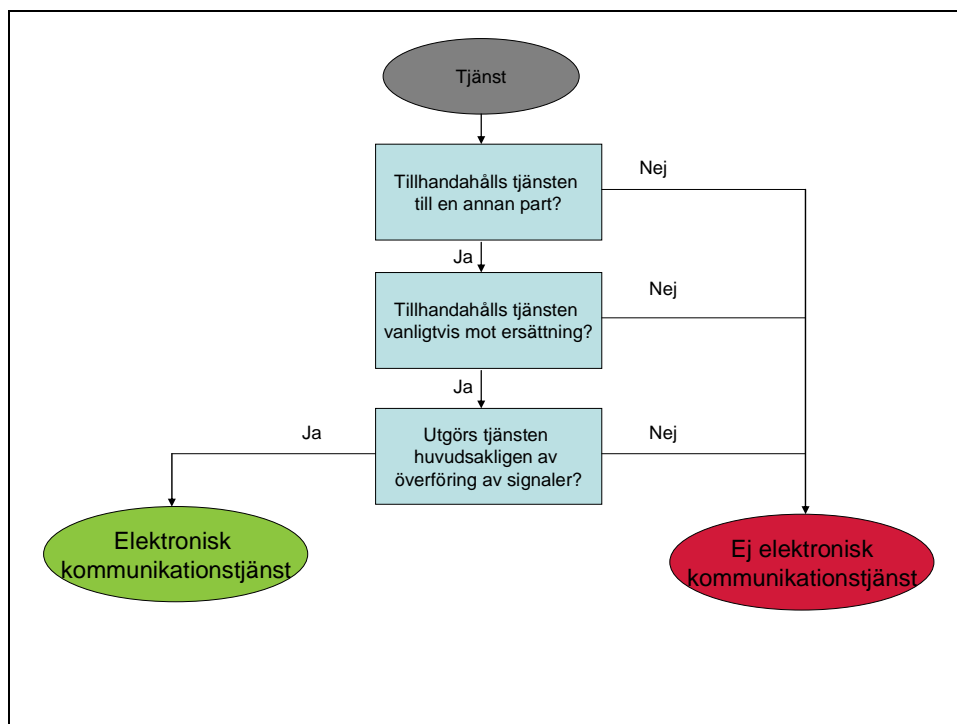 Tjänst
Nej
Tillhandahålls tjänsten
till en annan part?
Ja
Nej
Tillhandahålls tjänsten
vanligtvis mot ersättning?
Ja
Ja
Utgörs tjänsten
huvudsakligen av
överföring av signaler?
Nej
Elektronisk
kommunikationstjänst
Ej elektronisk
kommunikationstjänst